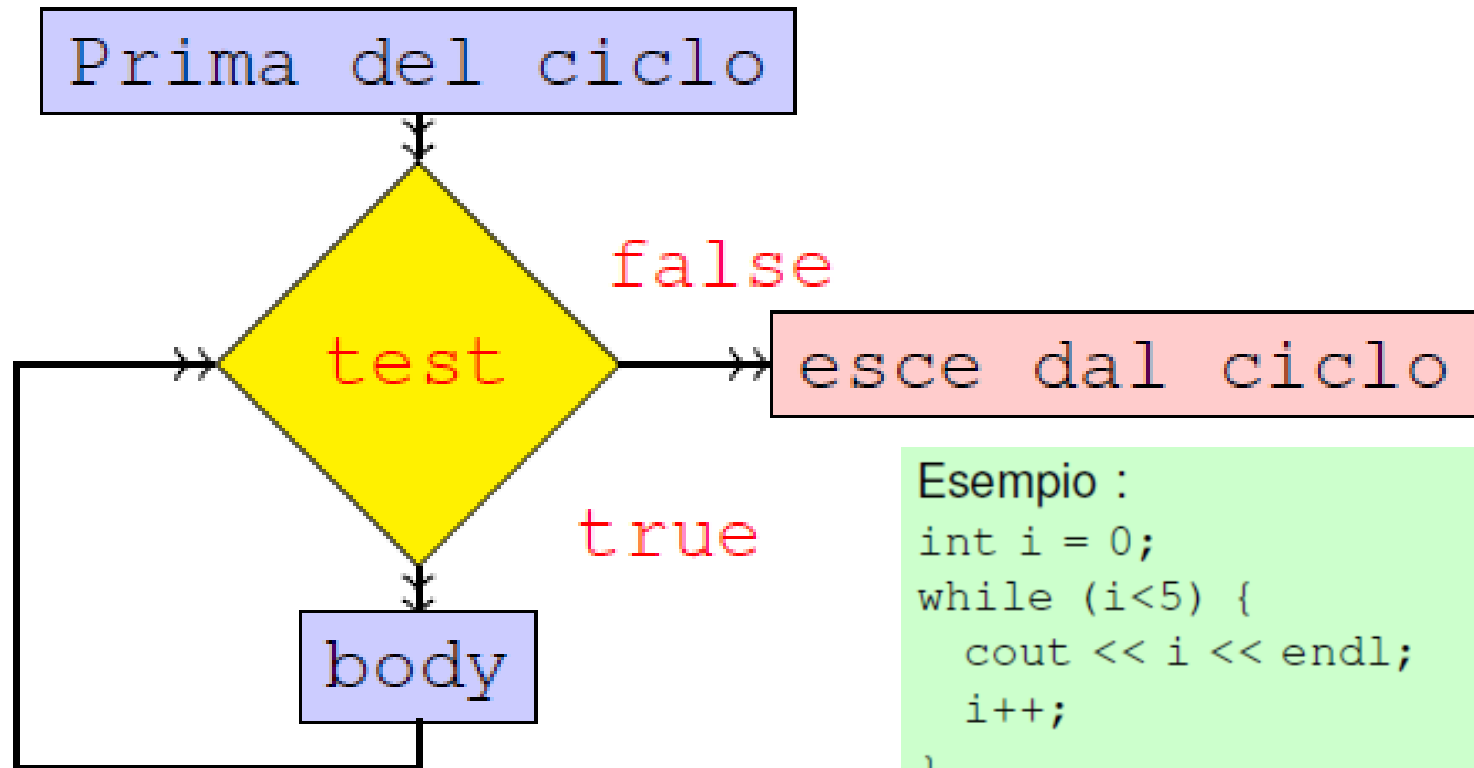 Prima del ciclo
false
test
esce dal ciclo
true
body
Esempio :
int i = 0;
while (i<5) {
cout << i << endl;
i++;
}